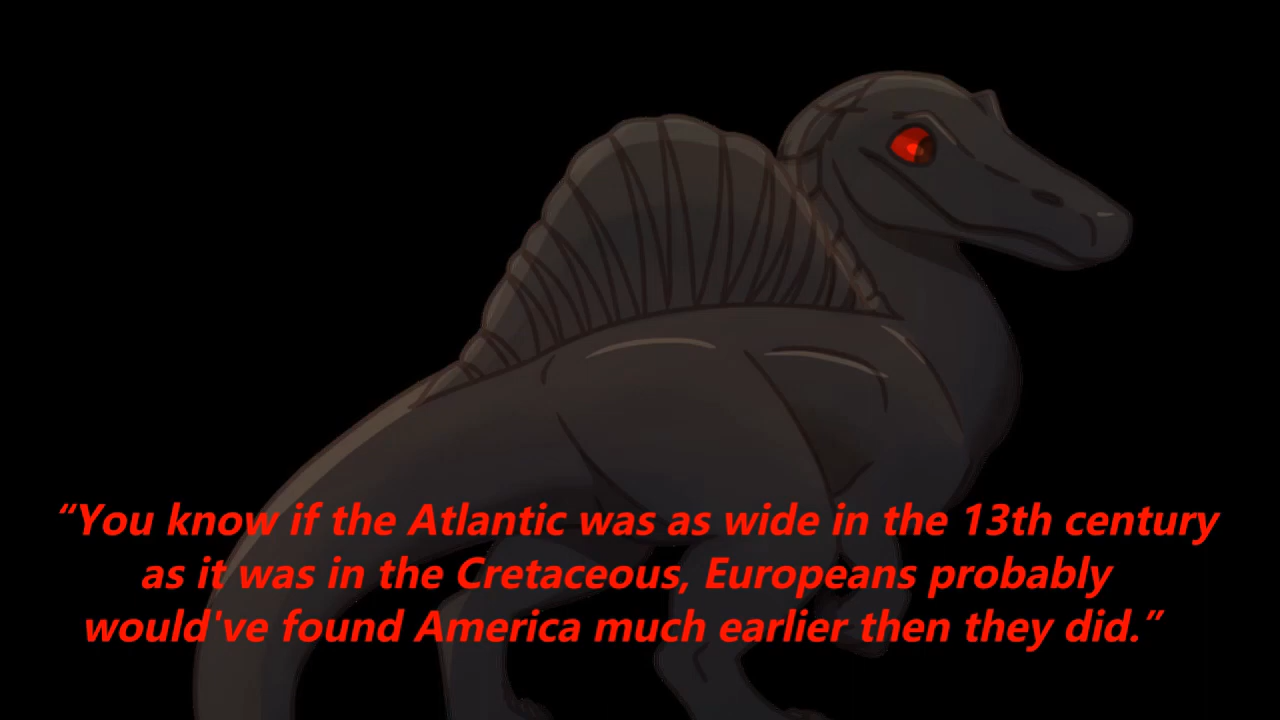 “You know if the Atlantic was as wide in the 13th century
as it was in the Cretaceous, Europeans probably
would've found America much earlier then they did.”